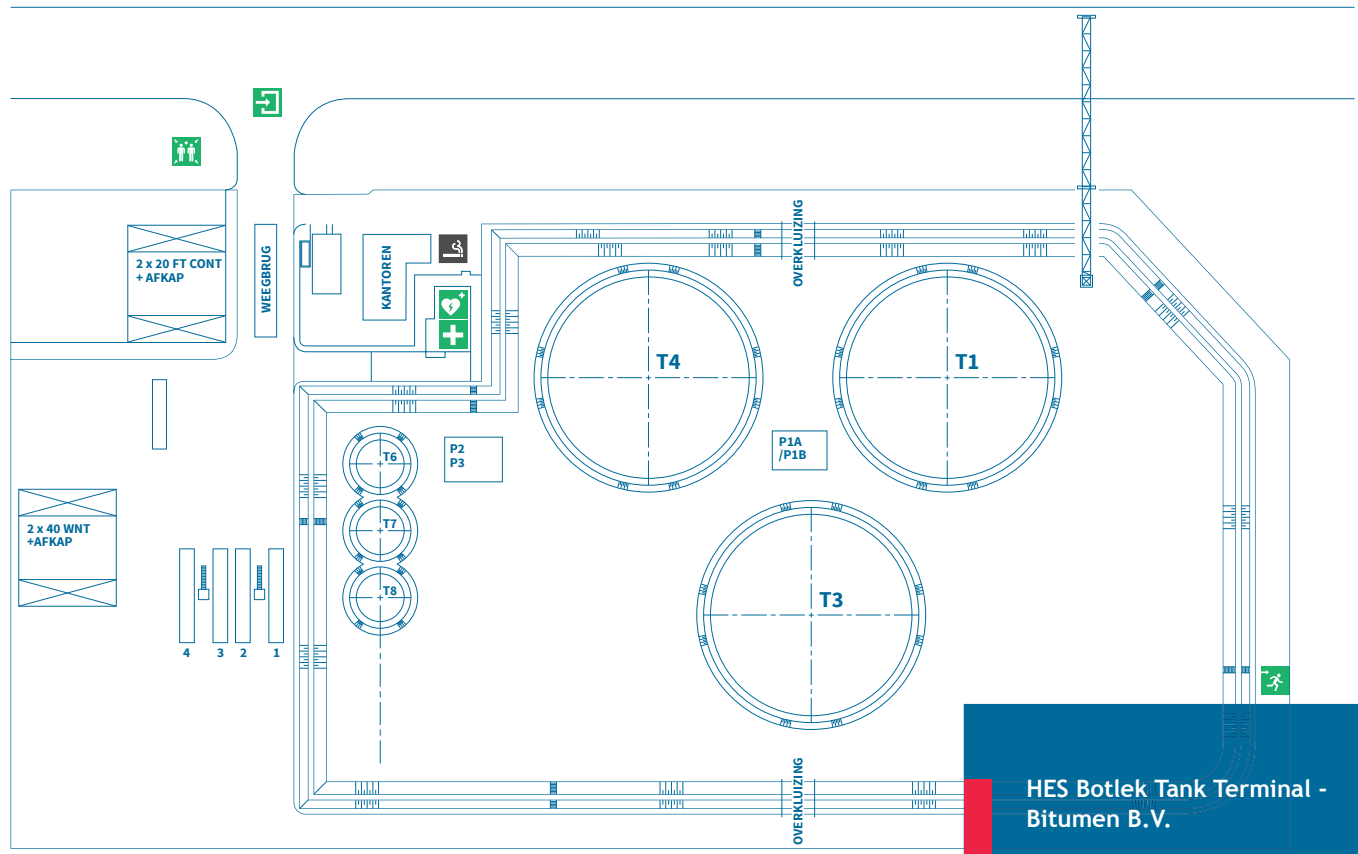 2 x 20 FT CONT
+ AFKAP
WEEGBRUG
KANTOREN
OVERKLUIZING
T4
T1
P2
P3
P1A
/P1B
T6
T7
T8
T3
2 x 40 WNT
+AFKAP
4
3
2
1
OVERKLUIZING
HES Botlek Tank Terminal -
Bitumen B.V.